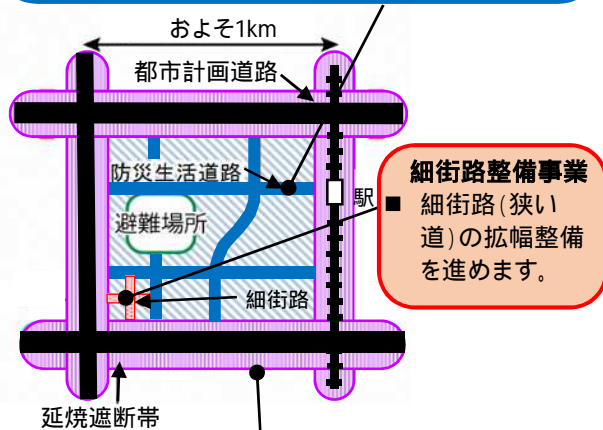 およそ1km
都市計画道路
防災生活道路
避難場所
駅
細街路整備事業
■ 細街路(狭い
道)の拡幅整備
を進めます。
細街路
延焼遮断帯